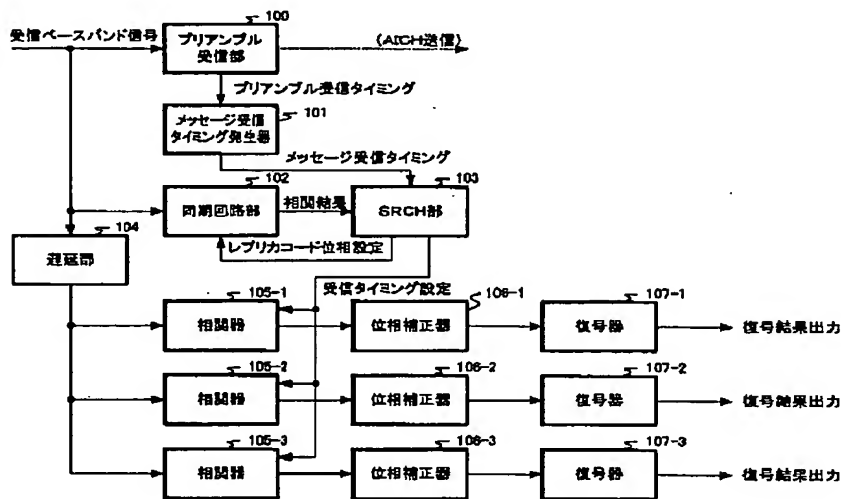 100
受信ベースバンド信号
プリアンブル
受信部
(AICH送信)
プリアンブル受信タイミング
101
メッセージ受信
タイミング発生器
メッセージ受信タイミング
102
103
同期回路部
相関結果
SRCH部
104
遅延部
レプリカコード位相設定
受信タイミング設定
105-1
106-1
107-1
相関器
位相補正器
復号器
復号結果出力
105-2
106-2
107-2
相関器
位相補正器
復号器
復号結果出力
105-3
106-3
107-3
相関器
位相補正器
復号器
復号結果出力